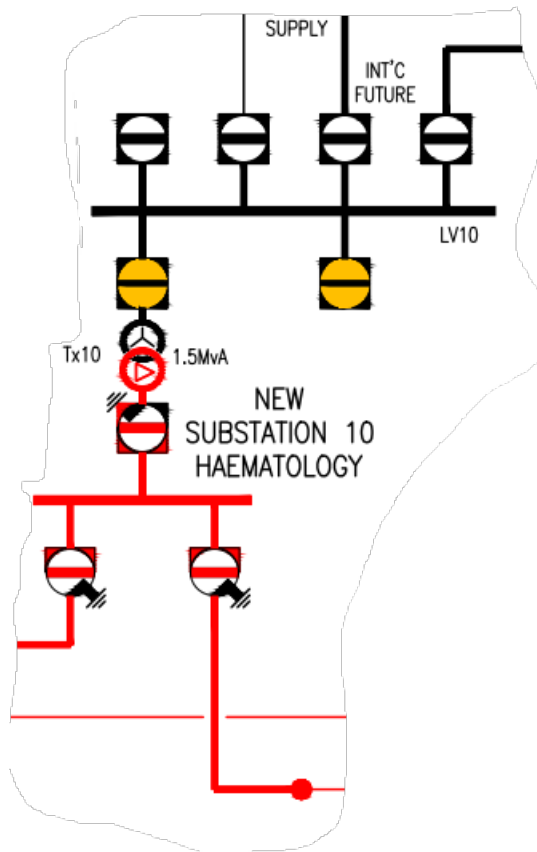 SUPPLY
INT'C
FUTURE
LV10
Tx10
1.5MvA
NEW
SUBSTATION 10
HAEMATOLOGY